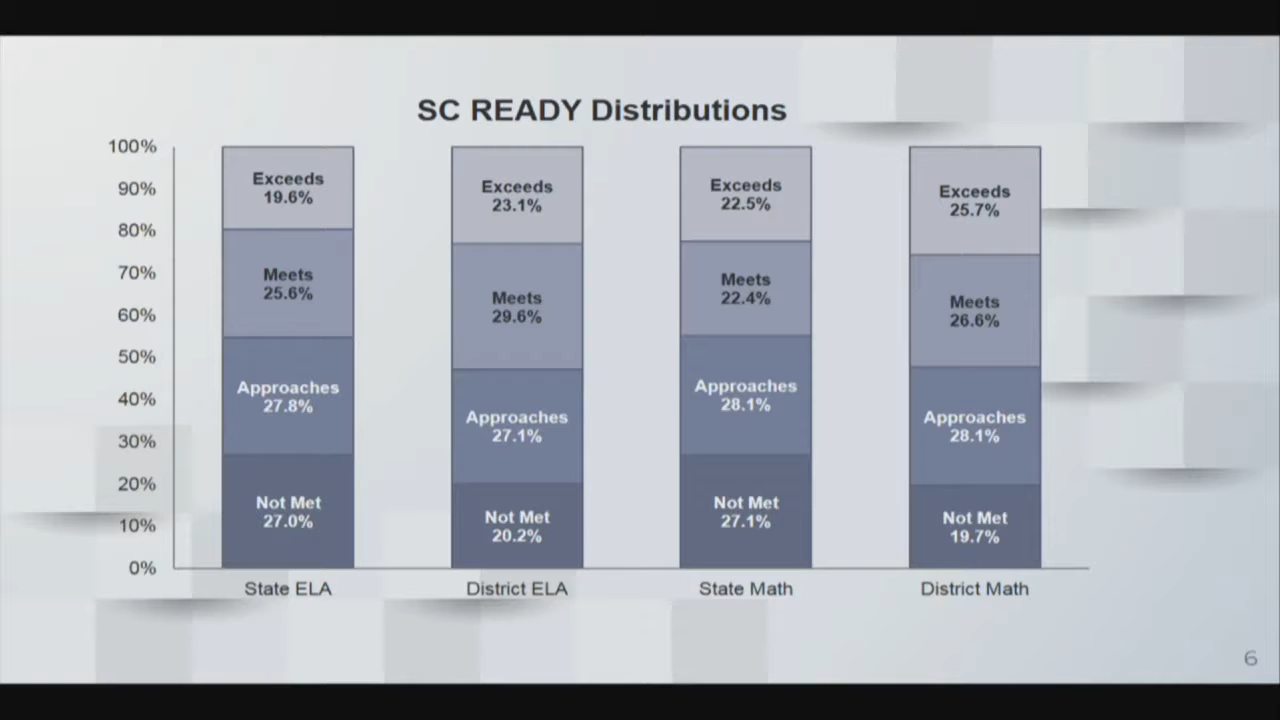 SC READY Distributions
100%
90%
80%
70%
60%
50%
40%
30%
20%
10%
0%
Exceeds
19.6%
Meets
25.6%
Approaches
27.8%
Not Met
27.0%
State ELA
Exceeds
23.1%
Meets
29.6%
Approaches
27.1%
Not Met
20.2%
District ELA
Exceeds
22.5%
Meets
22.4%
Approaches
28.1%
Not Met
27.1%
State Math
Exceeds
25.7%
Meets
26.6%
Approaches
28.1%
Not Met
19.7%
District Math
6